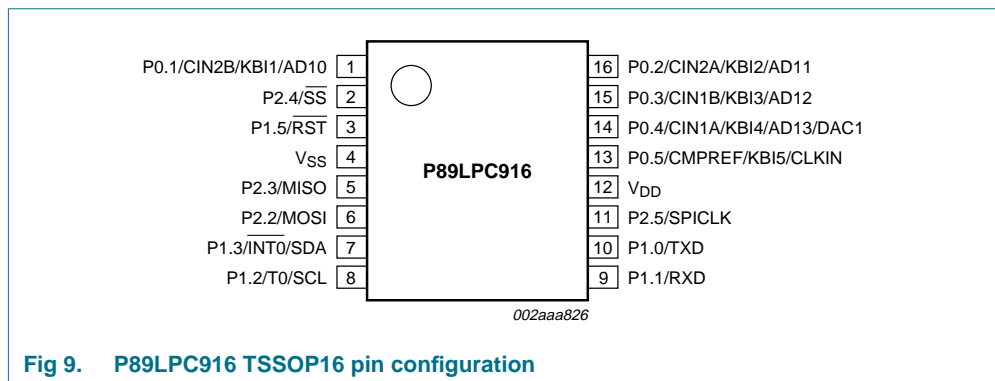 P0.1/CIN2B/KBI1/AD10 1
P2.4/S̅S̅ 2
P1.5/R̅S̅T̅ 3
VSS 4
P2.3/MISO 5
P2.2/MOSI 6
P1.3/I̅N̅T̅0̅/SDA 7
P1.2/T0/SCL 8
P89LPC916
16 P0.2/CIN2A/KBI2/AD11
15 P0.3/CIN1B/KBI3/AD12
14 P0.4/CIN1A/KBI4/AD13/DAC1
13 P0.5/CMPREF/KBI5/CLKIN
12 VDD
11 P2.5/SPICLK
10 P1.0/TXD
9 P1.1/RXD
002aaa826
Fig 9. P89LPC916 TSSOP16 pin configuration